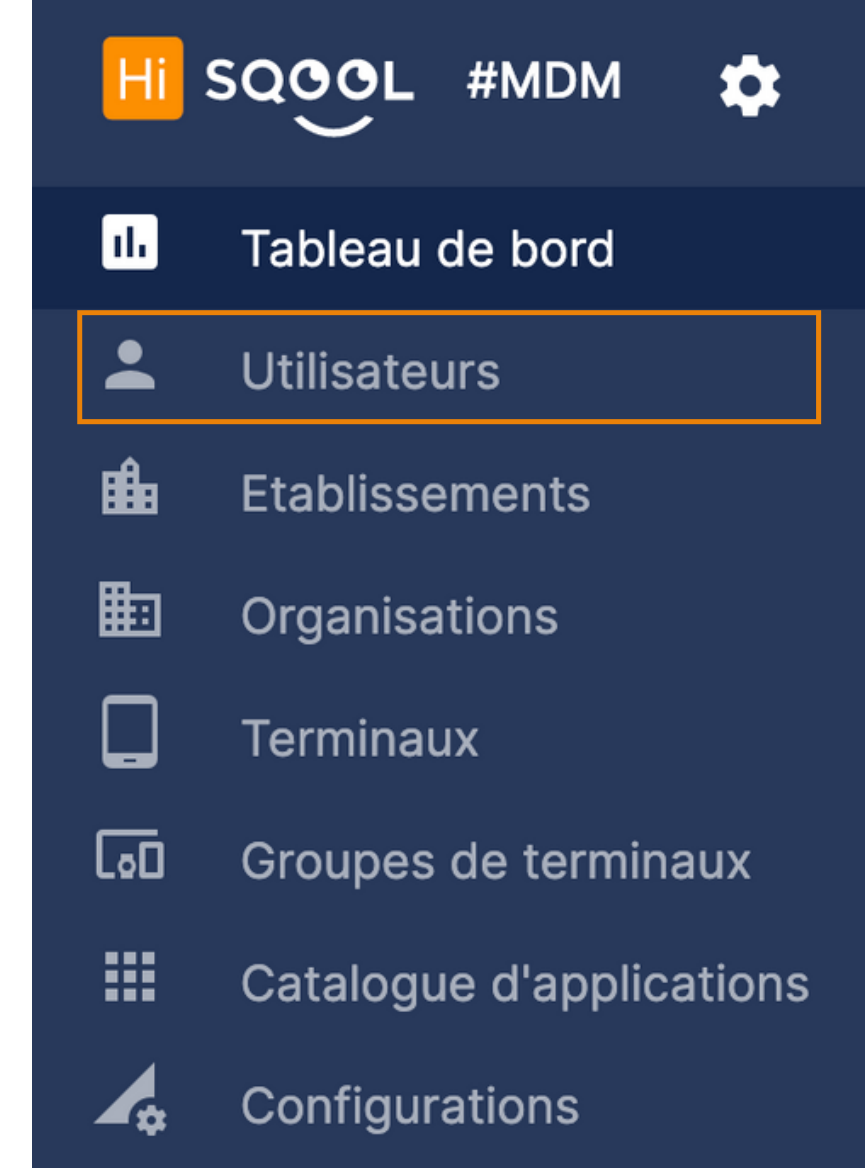 Hi SQOOL #MDM
Tableau de bord
Utilisateurs
Etablissements
Organisations
Terminaux
Groupes de terminaux
Catalogue d'applications
Configurations